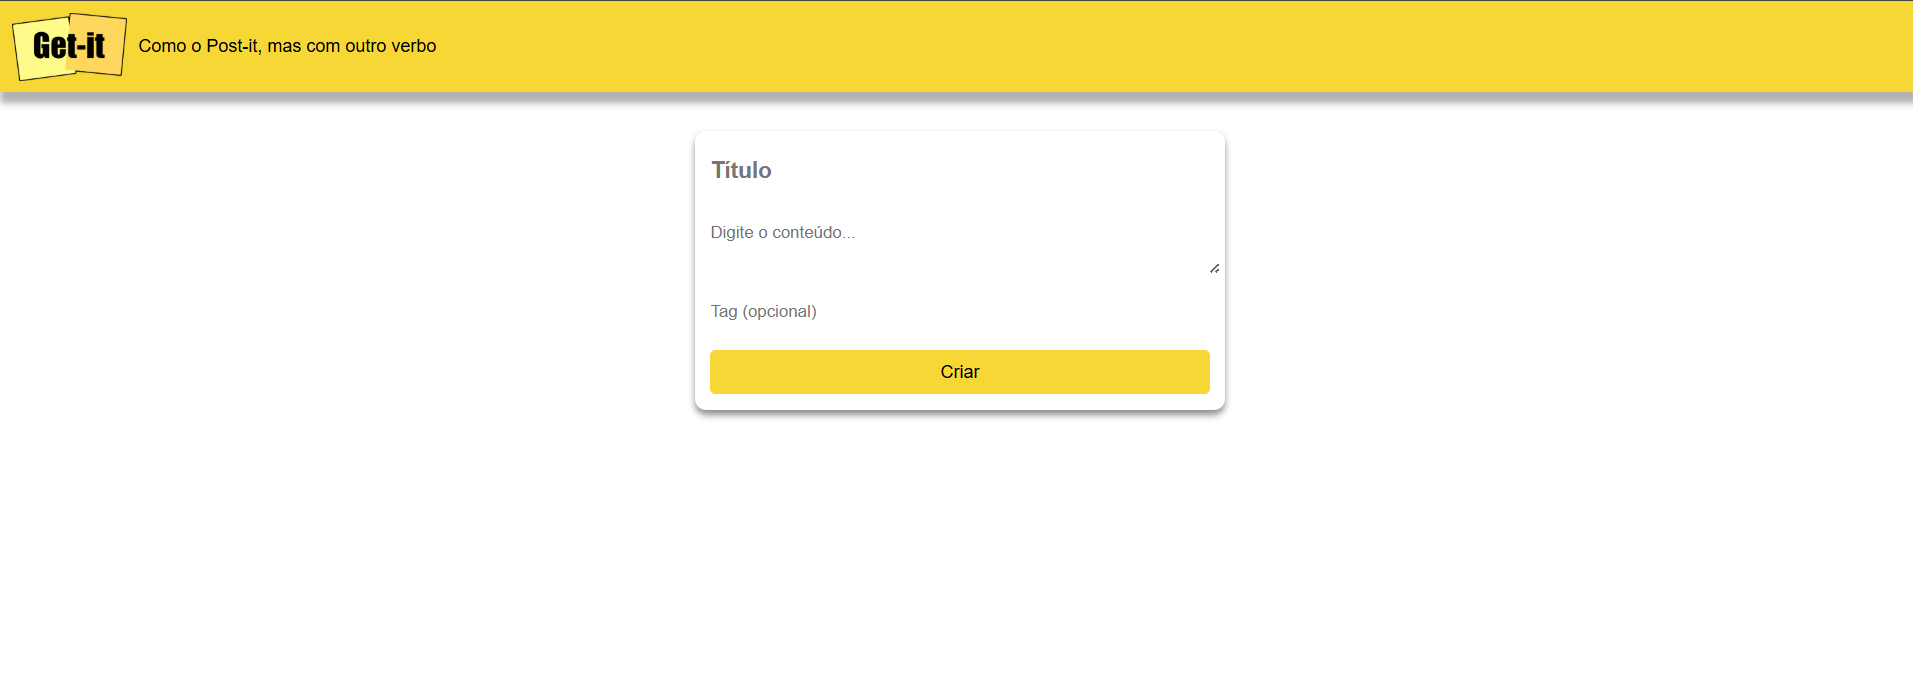 Get-it
Como o Post-it, mas com outro verbo
Título
Digite o conteúdo...
Tag (opcional)
Criar